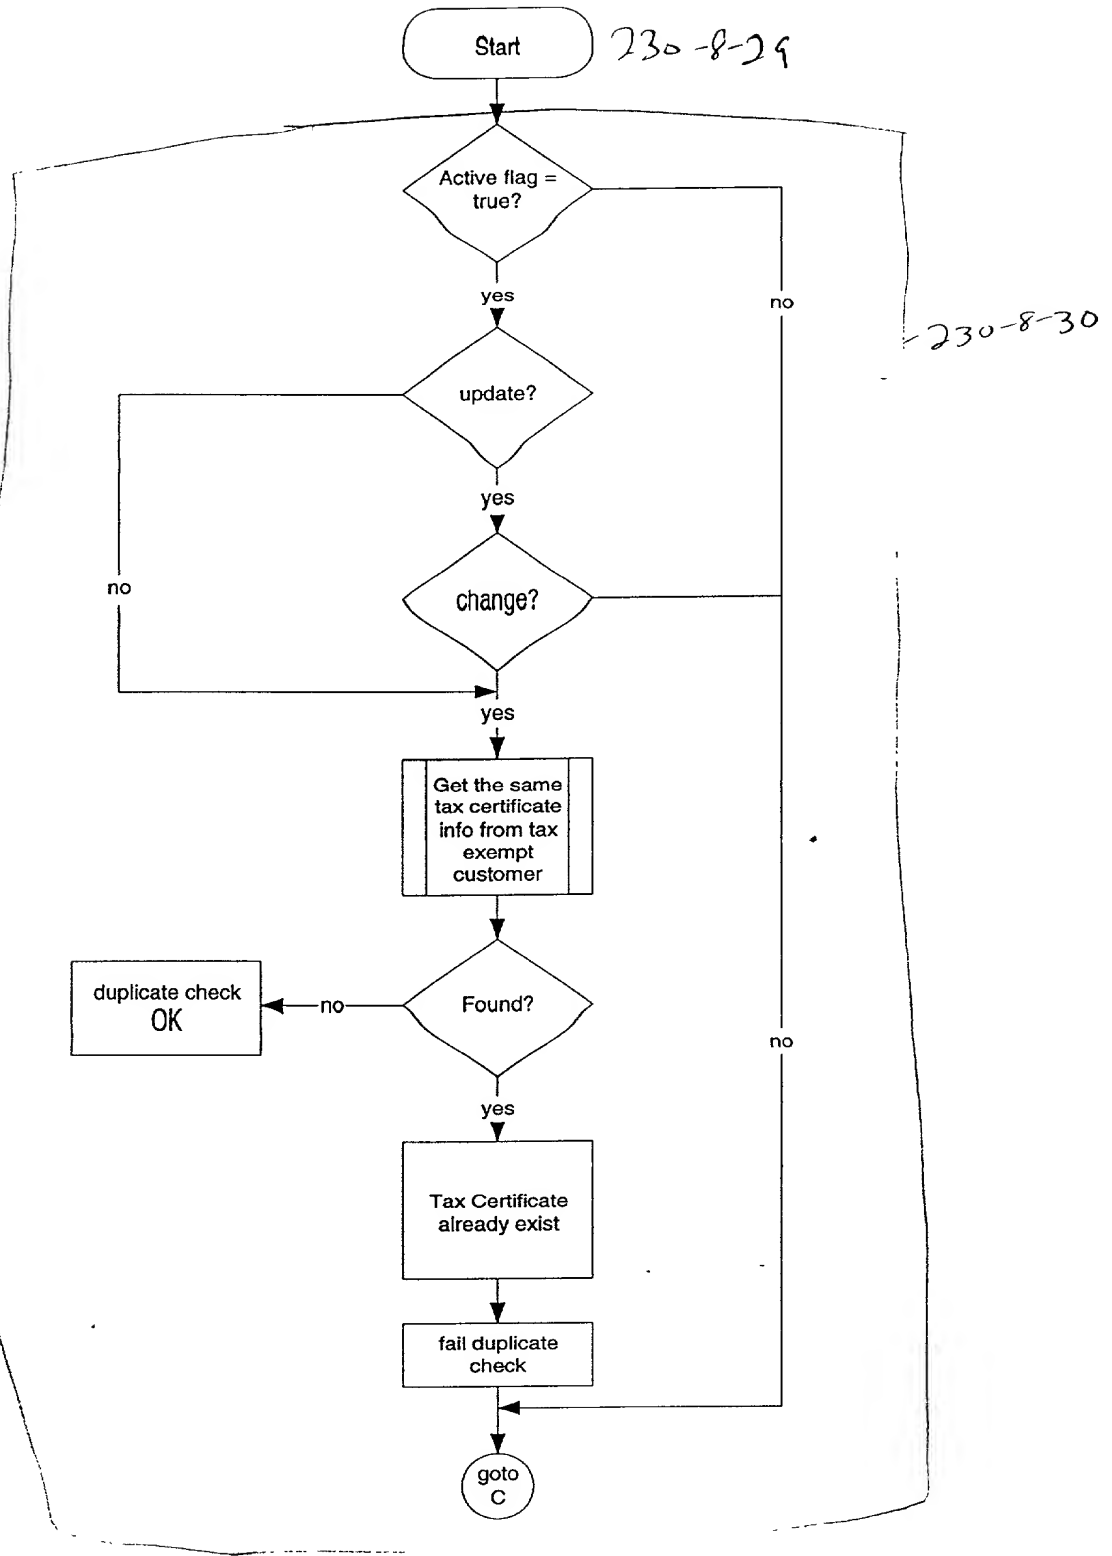 Start
230-8-29
Active flag =
true?
no
yes
230-8-30
update?
yes
no
change?
yes
Get the same
tax certificate
info from tax
exempt
customer
duplicate check
OK
no
Found?
no
yes
Tax Certificate
already exist
fail duplicate
check
goto
C